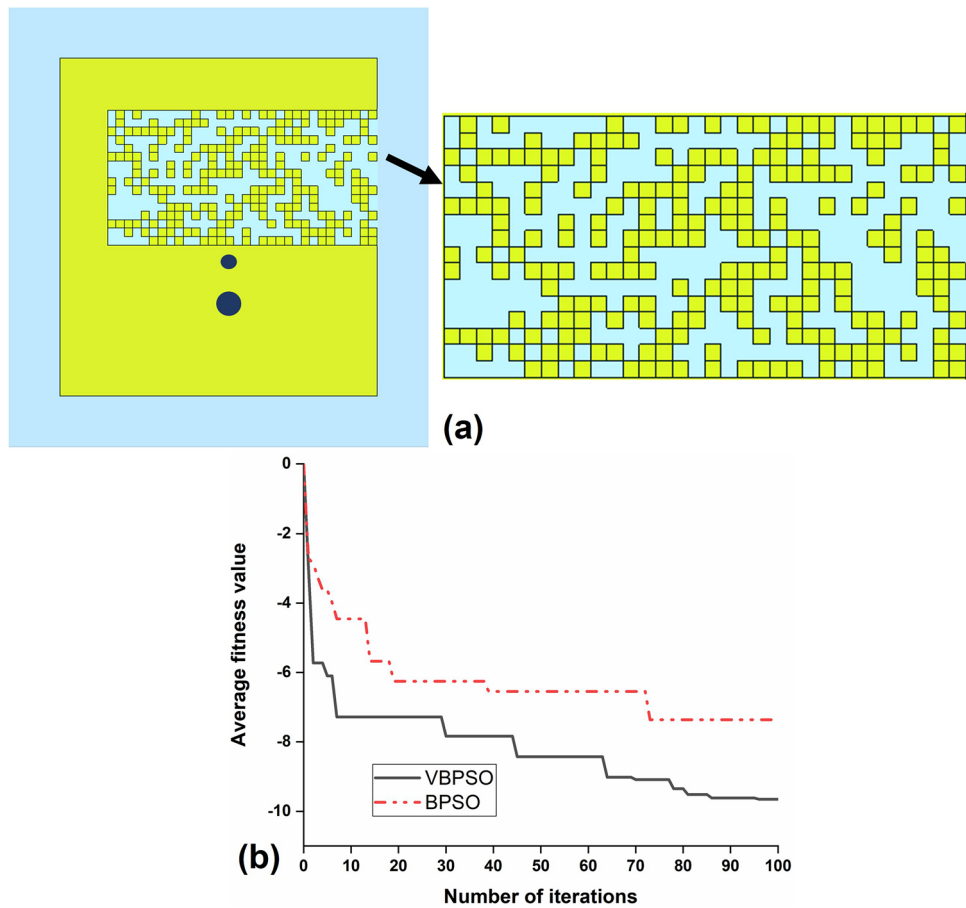 (a)
0
-2
-4
-6
-8
-10
Average fitness value
VBPSO
BPSO
0 10 20 30 40 50 60 70 80 90 100
(b)
Number of iterations